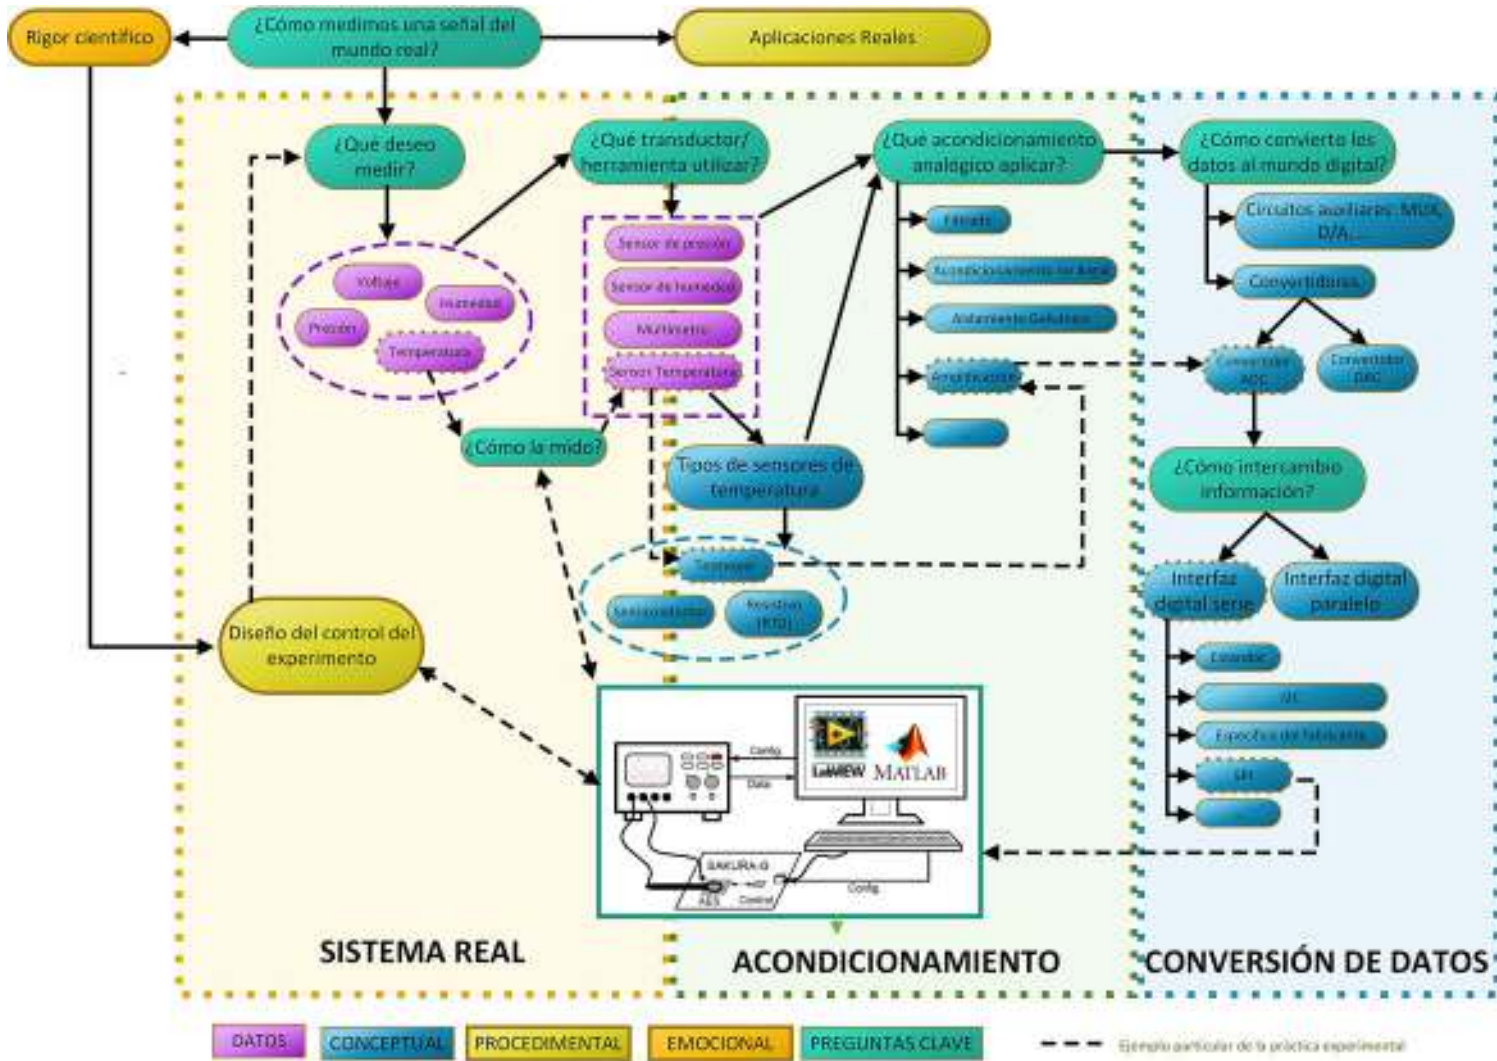 Rigor científico
¿Cómo medimos una señal del
mundo real?
Aplicaciones Reales
¿Qué deseo
medir?
¿Qué transductor/
herramienta utilizar?
¿Qué acondicionamiento
analógico aplicar?
¿Cómo convierto los
datos al mundo digital?
Voltaje
Humedad
Presión
Temperatura
Sensor de presión
Sensor de humedad
Multímetro
Sensor Temperatura
¿Cómo la mido?
Tipos de sensores de
temperatura
Semiconductor
Resistivo
(RTD)
Filtrado
Aislamiento Galvánico
Amplificación
Circuitos auxiliares: MUX,
D/A...
Convertidores
Convertidor
ADC
Convertidor
DAC
¿Cómo intercambio
información?
Interfaz
digital serie
Interfaz digital
paralelo
Estándar
Específico del fabricante
SPI
Diseño del control del
experimento
LabVIEW
MATLAB
Config.
Data
SAKURA-G
AES
Control
Config.
SISTEMA REAL
ACONDICIONAMIENTO
CONVERSIÓN DE DATOS
DATOS
CONCEPTUAL
PROCEDIMENTAL
EMOCIONAL
PREGUNTAS CLAVE
Ejemplo particular de la práctica experimental